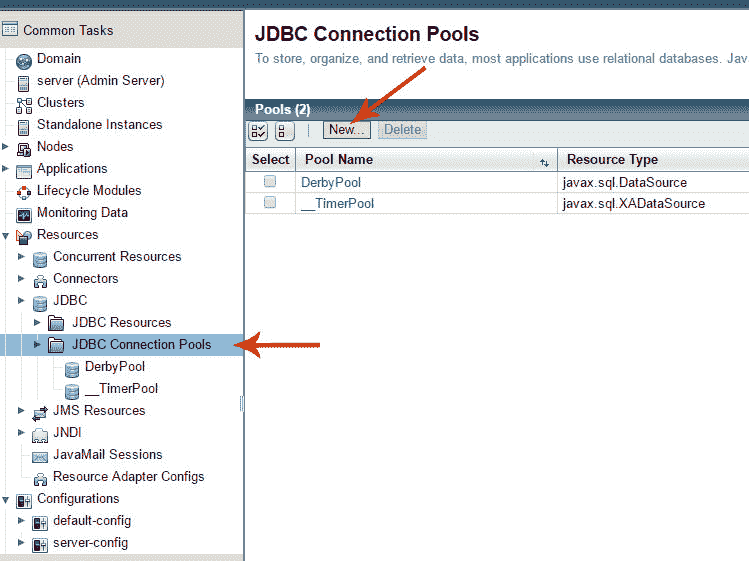 Common Tasks
Domain
server (Admin Server)
Clusters
Standalone Instances
Nodes
Applications
Lifecycle Modules
Monitoring Data
Resources
Concurrent Resources
Connectors
JDBC
JDBC Resources
JDBC Connection Pools
DerbyPool
__TimerPool
JMS Resources
JNDI
JavaMail Sessions
Resource Adapter Configs
Configurations
default-config
server-config
JDBC Connection Pools
To store, organize, and retrieve data, most applications use relational databases. Jav
Pools (2)
New... Delete
Select Pool Name Resource Type
DerbyPool javax.sql.DataSource
__TimerPool javax.sql.XADataSource